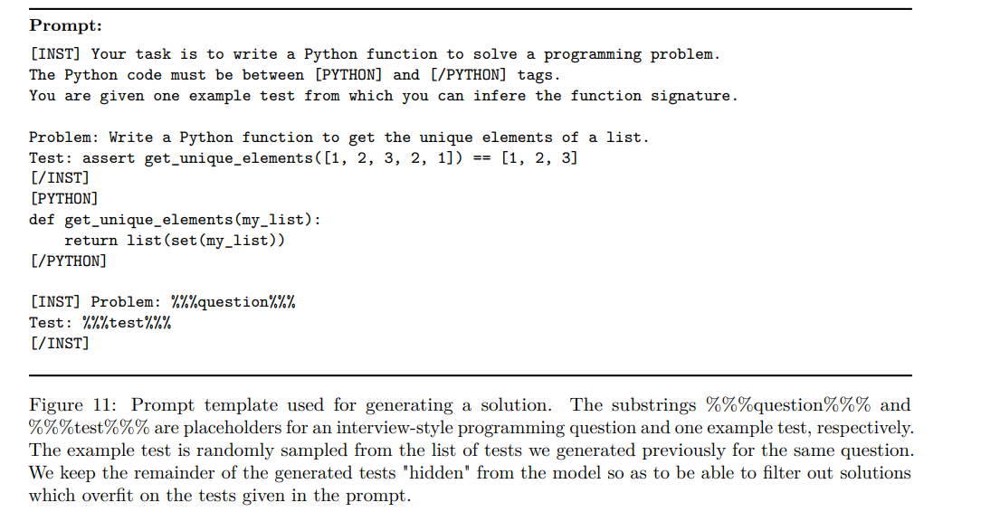 Prompt:
[INST] Your task is to write a Python function to solve a programming problem.
The Python code must be between [PYTHON] and [/PYTHON] tags.
You are given one example test from which you can infere the function signature.
Problem: Write a Python function to get the unique elements of a list.
Test: assert get_unique_elements([1, 2, 3, 2, 1]) == [1, 2, 3]
[/INST]
[PYTHON]
def get_unique_elements(my_list):
    return list(set(my_list))
[/PYTHON]
[INST] Problem: %%%question%%%
Test: %%%test%%%
[/INST]
Figure 11: Prompt template used for generating a solution. The substrings %%%question%%% and
%%%test%%% are placeholders for an interview-style programming question and one example test, respectively.
The example test is randomly sampled from the list of tests we generated previously for the same question.
We keep the remainder of the generated tests "hidden" from the model so as to be able to filter out solutions
which overfit on the tests given in the prompt.